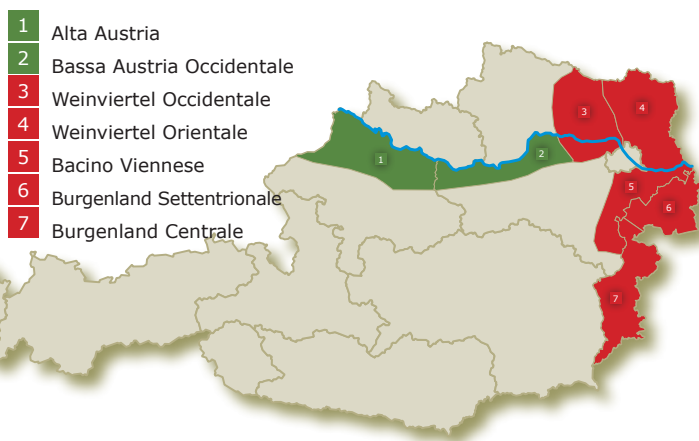 1 Alta Austria
2 Bassa Austria Occidentale
3 Weinviertel Occidentale
4 Weinviertel Orientale
5 Bacino Viennese
6 Burgenland Settentrionale
7 Burgenland Centrale
3
4
1
2
5
6
7